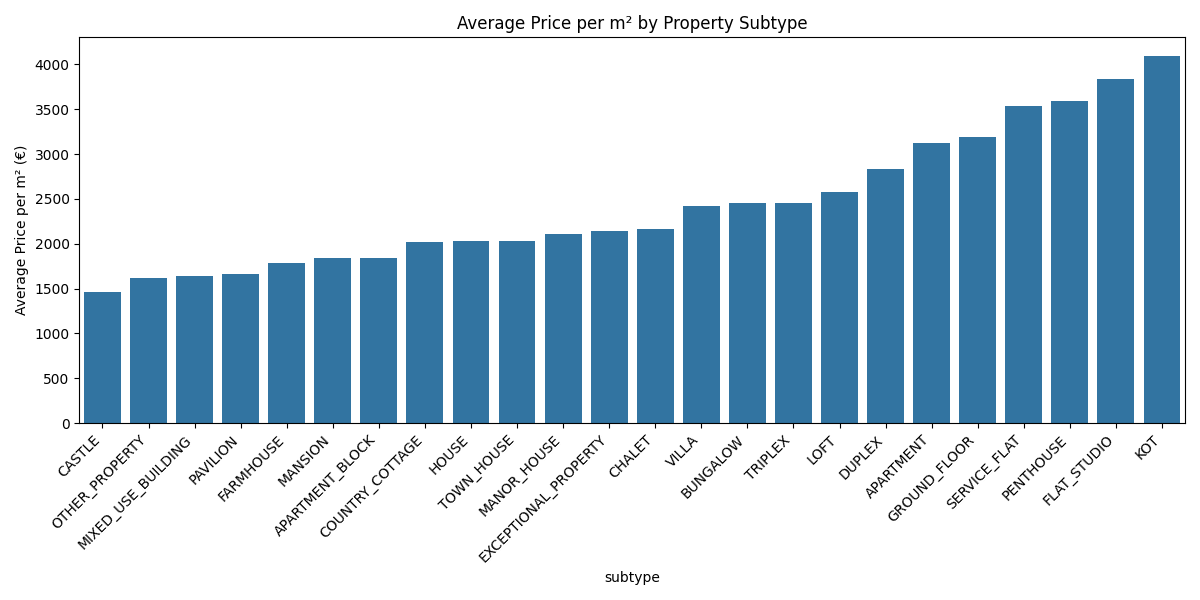 Average Price per m² by Property Subtype
Average Price per m² (€)
4000
3500
3000
2500
2000
1500
1000
500
0
CASTLE
OTHER_PROPERTY
MIXED_USE_BUILDING
PAVILION
FARMHOUSE
MANSION
APARTMENT_BLOCK
COUNTRY_COTTAGE
HOUSE
TOWN_HOUSE
MANOR_HOUSE
EXCEPTIONAL_PROPERTY
CHALET
VILLA
BUNGALOW
TRIPLEX
LOFT
DUPLEX
APARTMENT
GROUND_FLOOR
SERVICE_FLAT
PENTHOUSE
FLAT_STUDIO
KOT
subtype